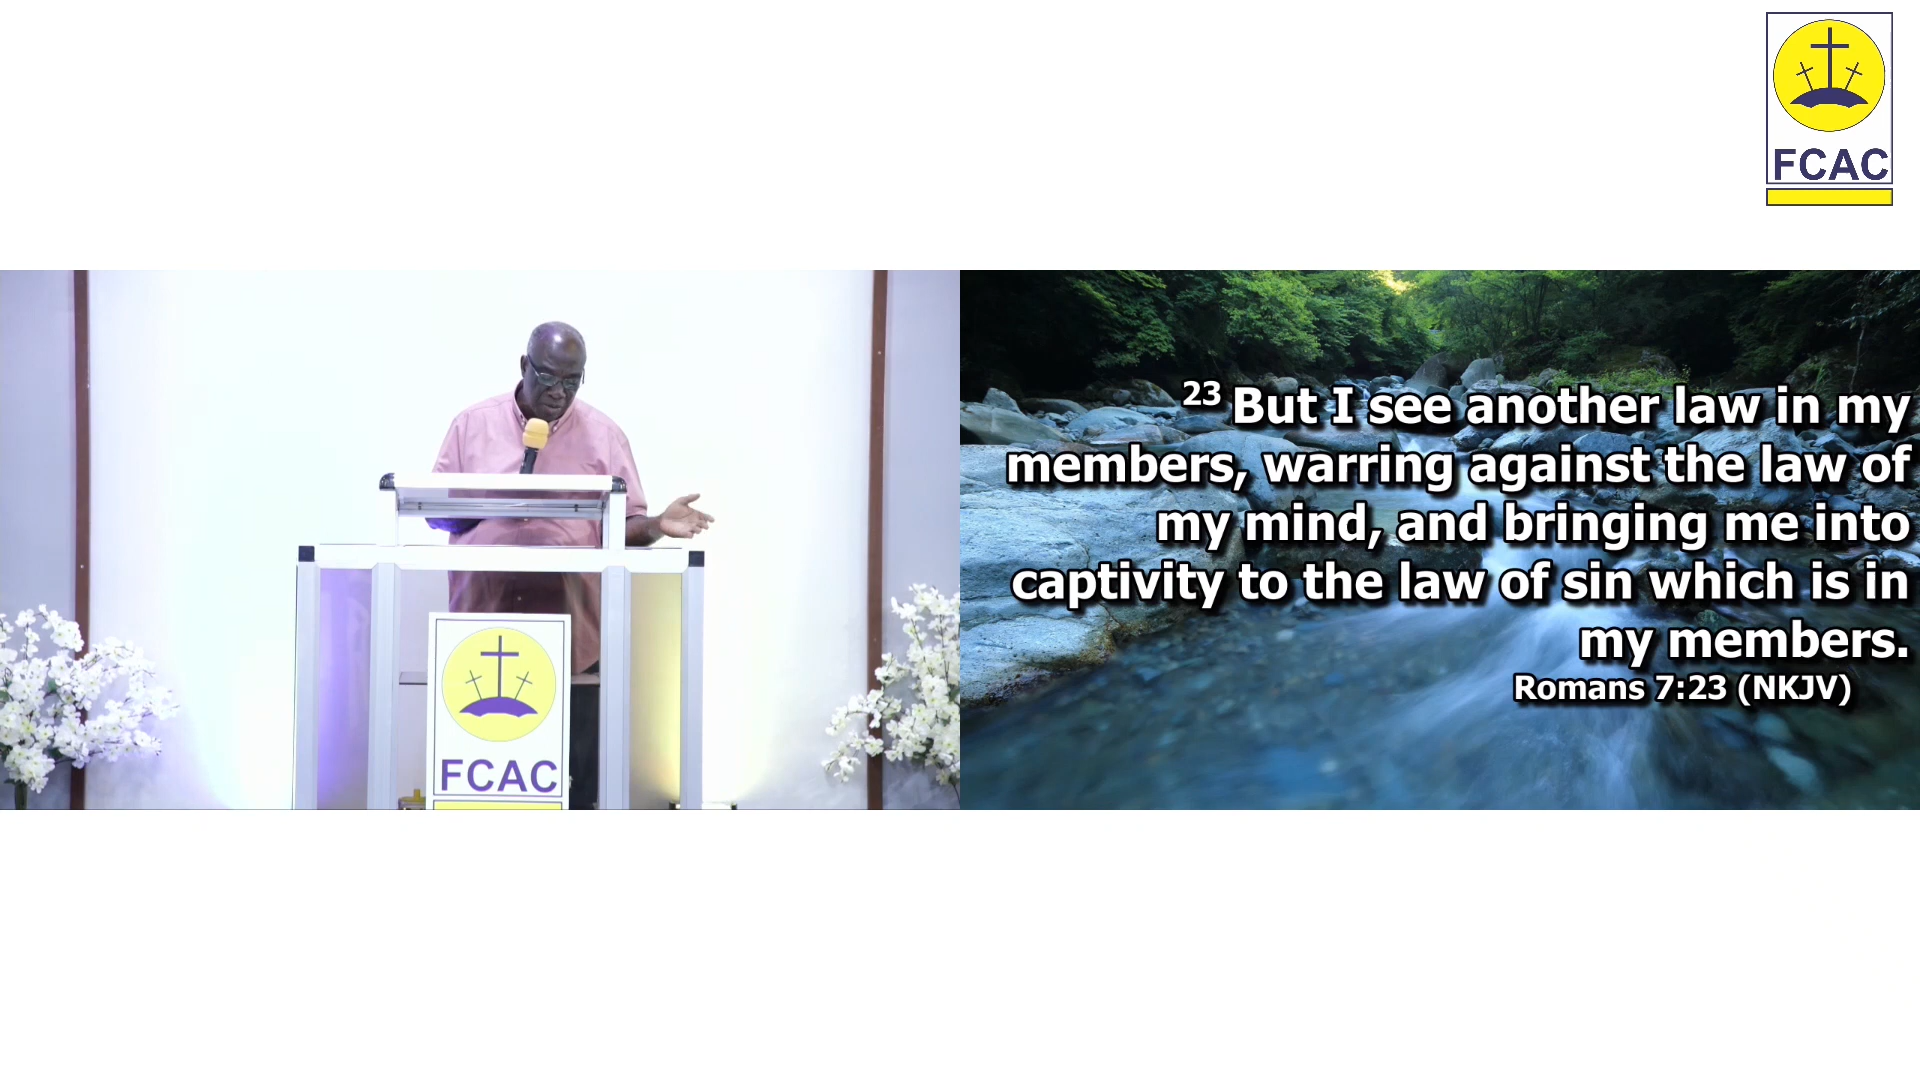 FCAC
23 But I see another law in my
members, warring against the law of
my mind, and bringing me into
captivity to the law of sin which is in
my members.
Romans 7:23 (NKJV)
FCAC